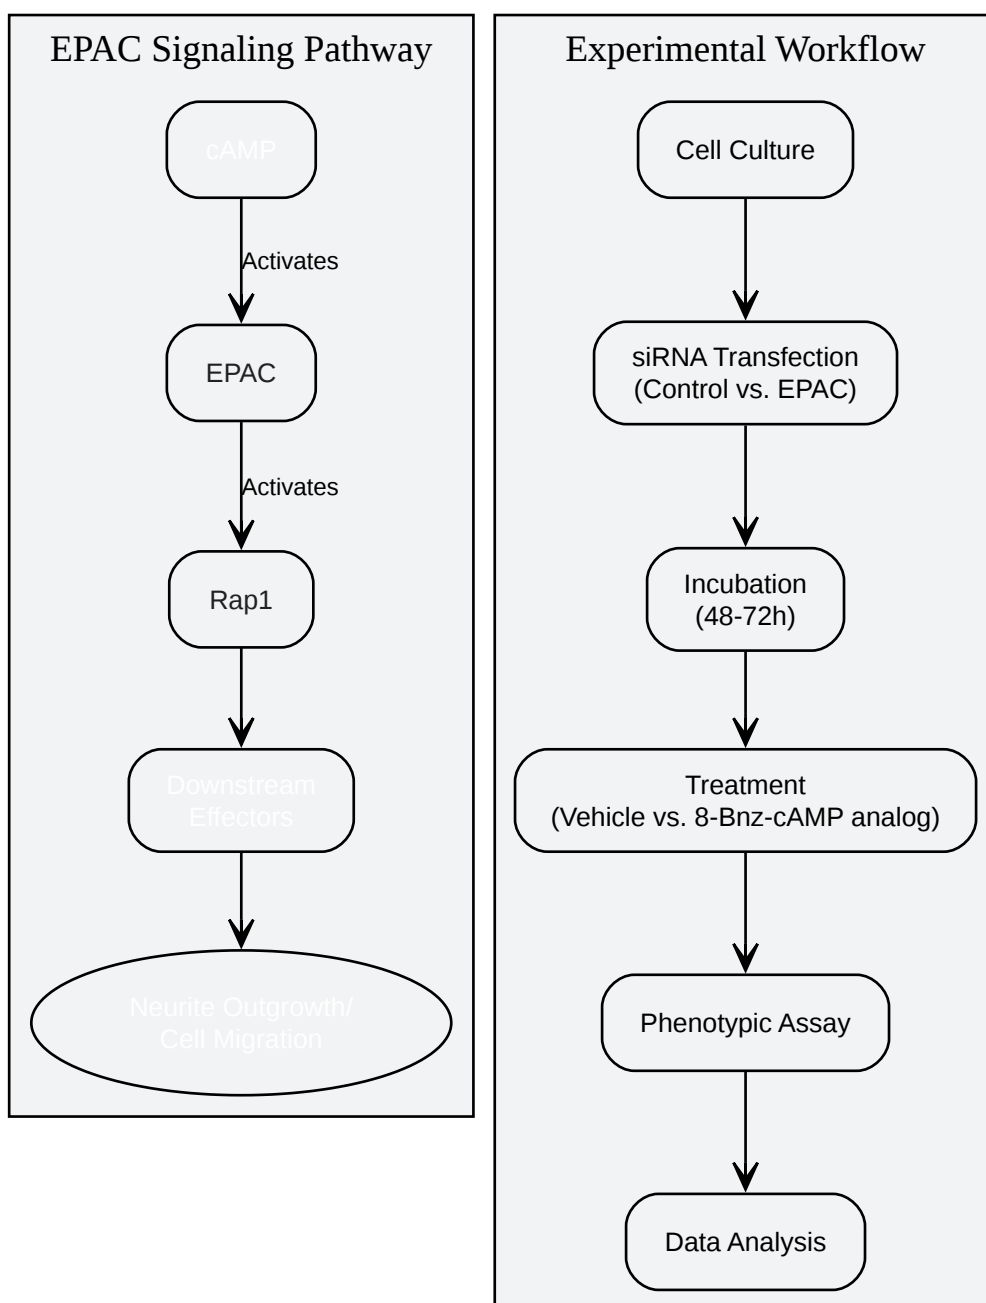 EPAC Signaling Pathway
cAMP
Activates
EPAC
Activates
Rap1
Downstream
Effectors
Neurite Outgrowth/
Cell Migration
Experimental Workflow
Cell Culture
siRNA Transfection
(Control vs. EPAC)
Incubation
(48-72h)
Treatment
(Vehicle vs. 8-Bnz-cAMP analog)
Phenotypic Assay
Data Analysis